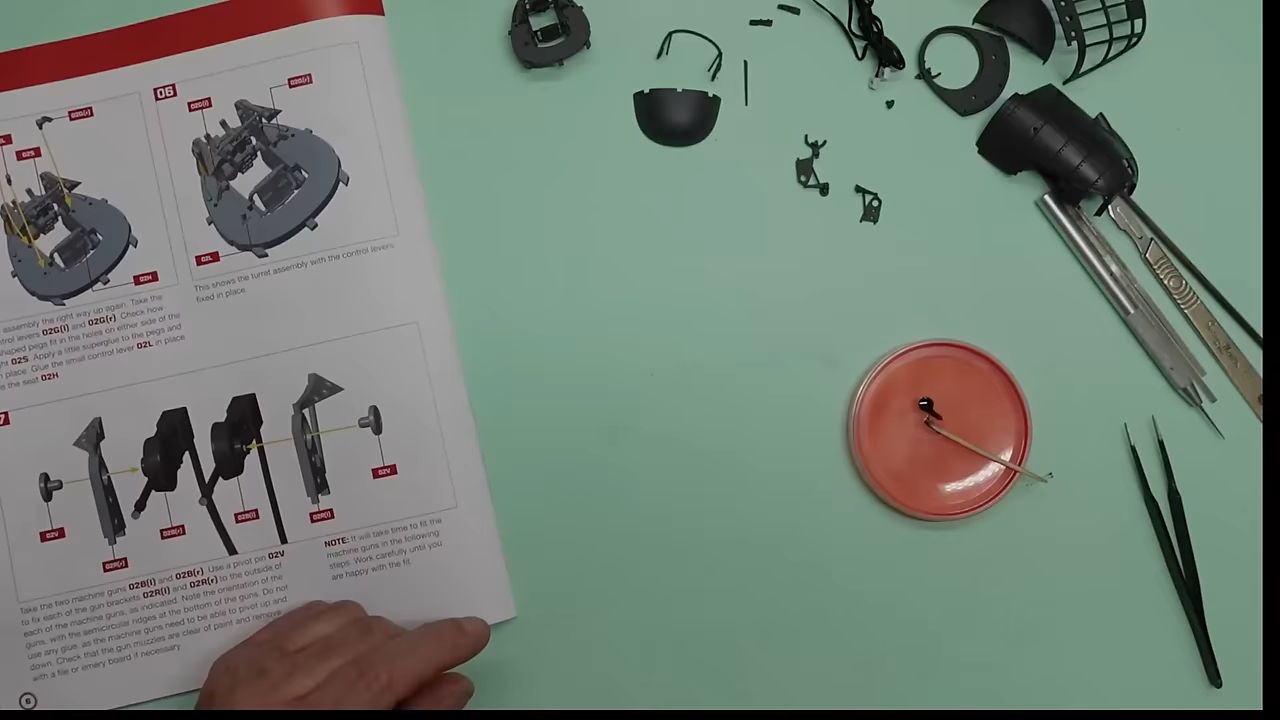 06
02G(l)
02G(r)
02G(r)
02S
02H
02L
assembly the right way up again. Take the
control levers 02G(l) and 02G(r). Check how
shaped pegs fit in the holes on either side of the
02S. Apply a little superglue to the pegs and
in place. Glue the small control lever 02L in place
the seat 02H
This shows the turret assembly with the control levers
fixed in place.
7
02V
02R(r)
02B(r)
02B(l)
02R(l)
02V
Take the two machine guns 02B(l) and 02B(r). Use a pivot pin 02V
to fix each of the gun brackets 02R(l) and 02R(r) to the outside of
each of the machine guns, as indicated. Note the orientation of the
guns, with the semicircular ridges at the bottom of the guns. Do not
use any glue, as the machine guns need to be able to pivot up and
down. Check that the gun muzzles are clear of paint and remove
with a file or emery board if necessary.
NOTE: It will take time to fit the
machine guns in the following
steps. Work carefully until you
are happy with the fit.
6